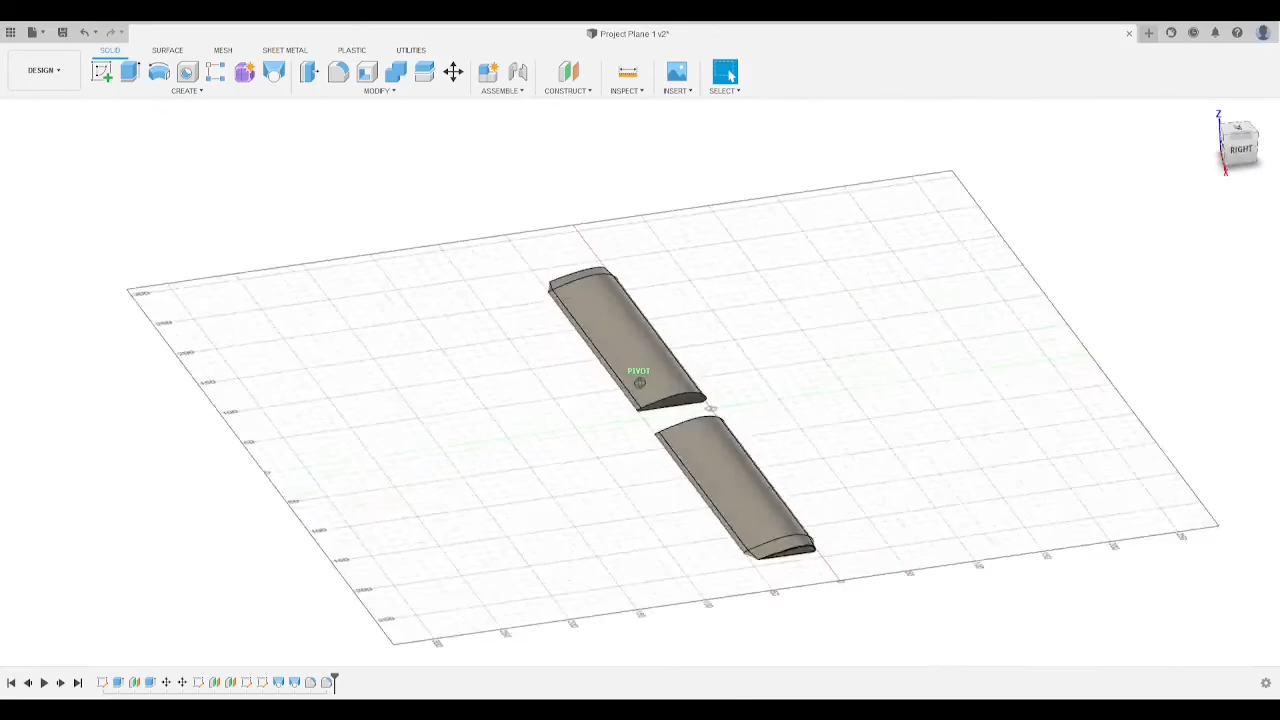 Project Plane 1 v2*
SOLID SURFACE MESH SHEET METAL PLASTIC UTILITIES
DESIGN
CREATE MODIFY ASSEMBLE CONSTRUCT INSPECT INSERT SELECT
Z
RIGHT
X
PIVOT